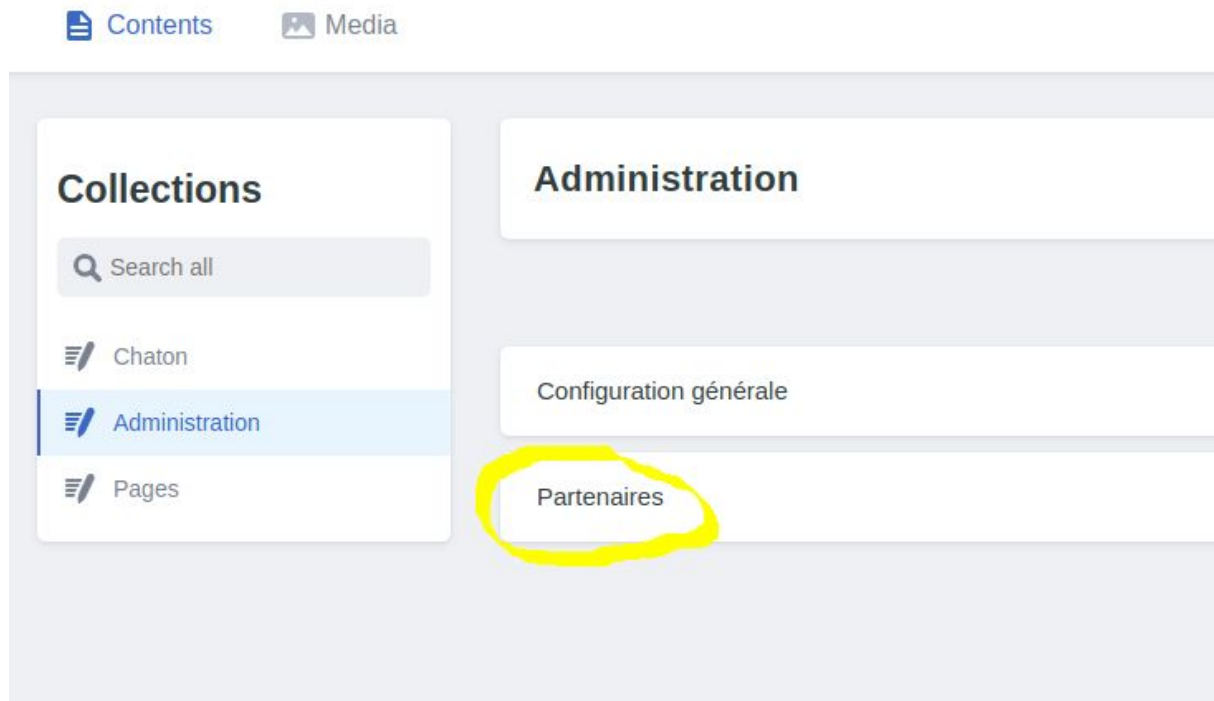 Contents Media
Collections
Search all
Chaton
Administration
Pages
Administration
Configuration générale
Partenaires